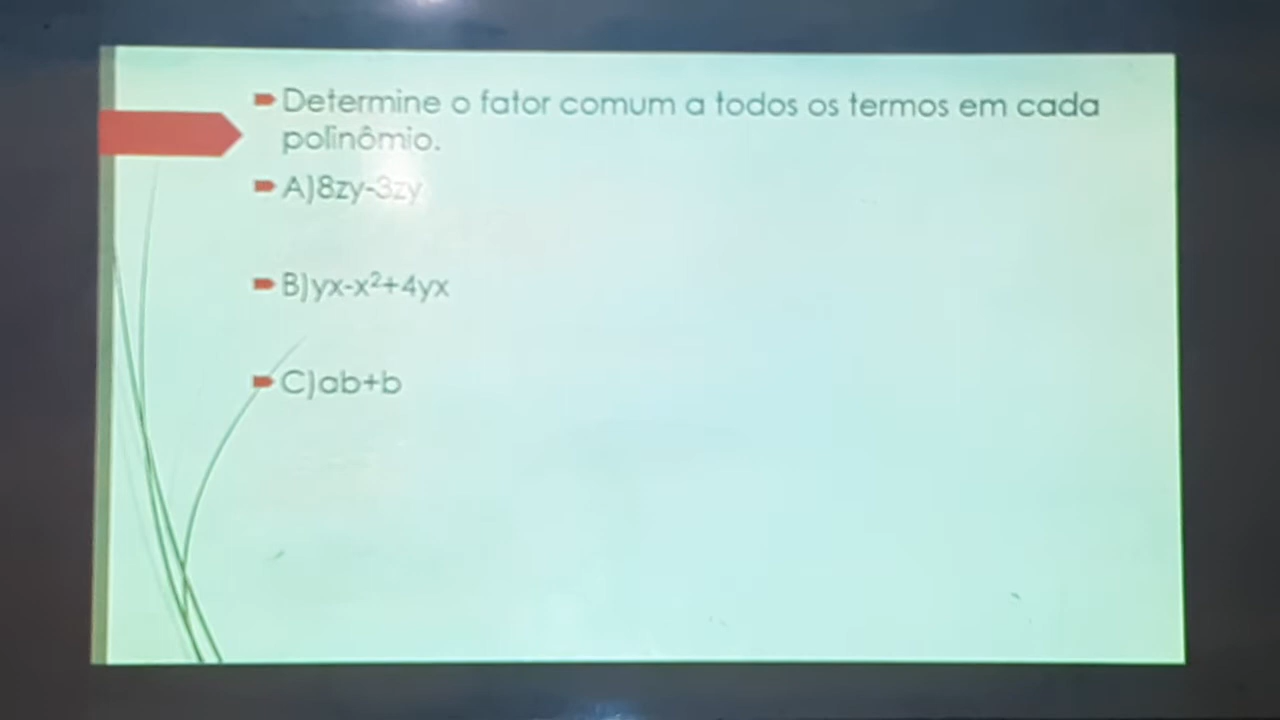 Determine o fator comum a todos os termos em cada
polinômio.
A)8zy-3zy
B)yx-x²+4yx
C)ab+b